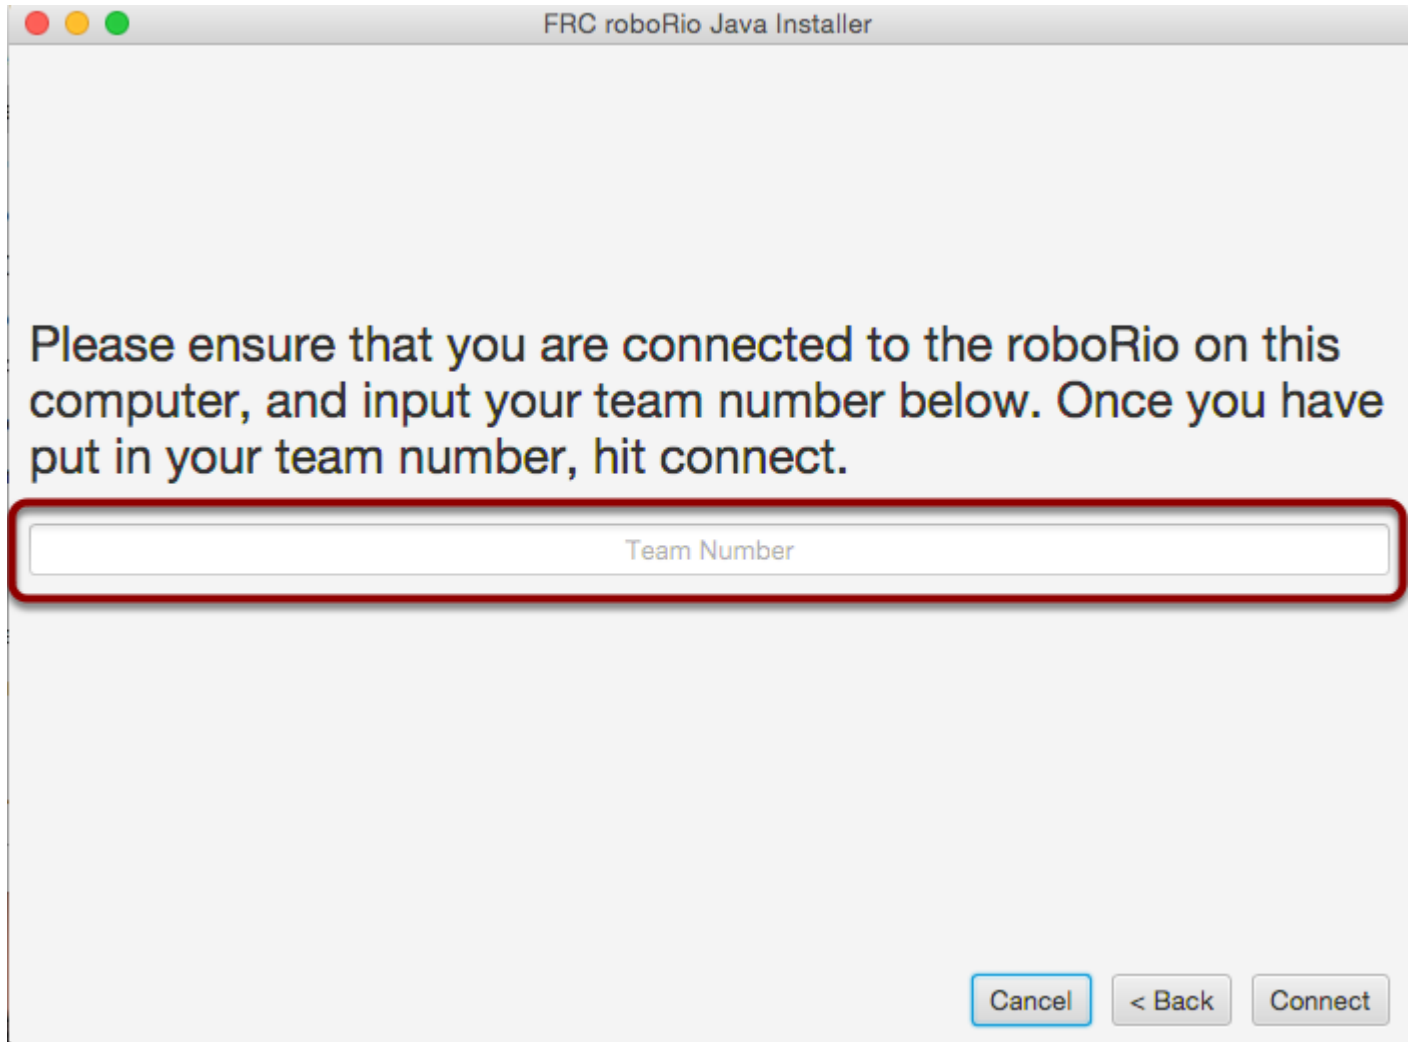 FRC roboRio Java Installer
Please ensure that you are connected to the roboRio on this
computer, and input your team number below. Once you have
put in your team number, hit connect.
Team Number
Cancel < Back Connect